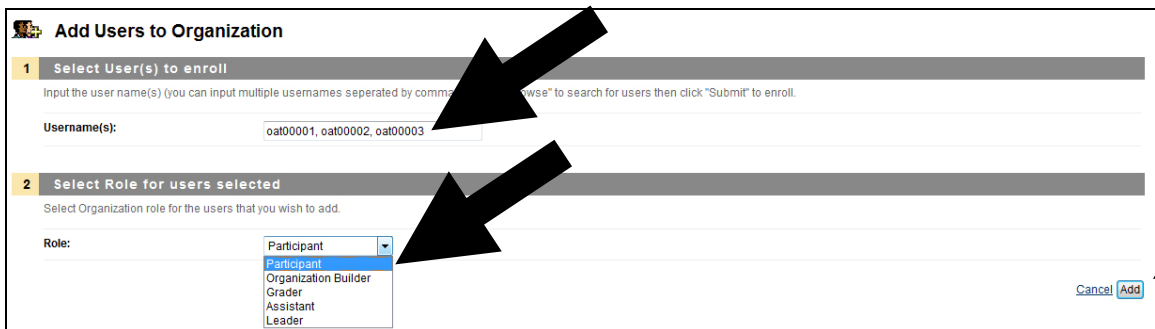 Add Users to Organization
1 Select User(s) to enroll
Input the user name(s) (you can input multiple usernames seperated by comma owse" to search for users then click "Submit" to enroll.
Username(s): oat00001, oat00002, oat00003
2 Select Role for users selected
Select Organization role for the users that you wish to add.
Role: Participant
Participant
Organization Builder
Grader
Assistant
Leader
Cancel Add